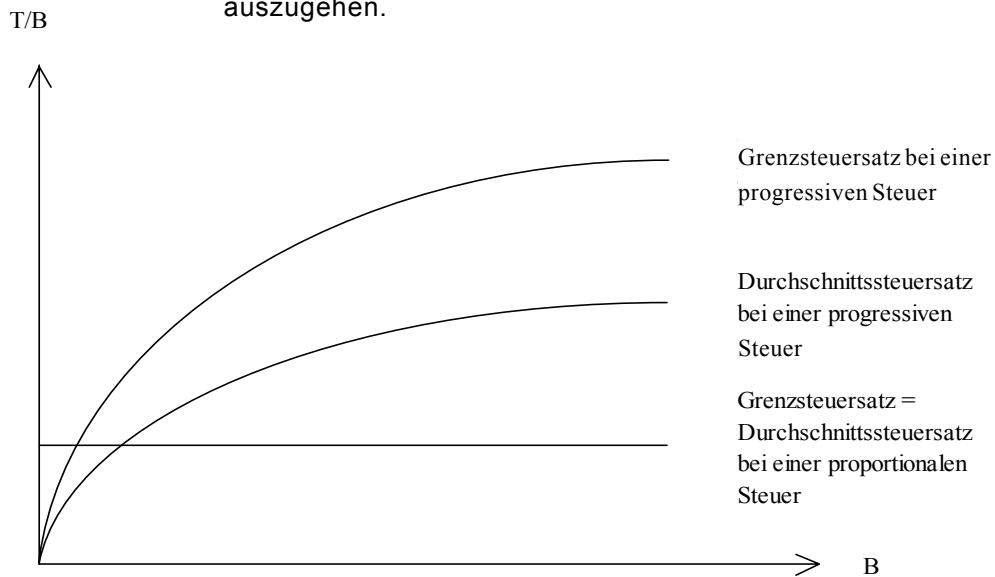 auszugehen.
T/B
Grenzsteuersatz bei einer
progressiven Steuer
Durchschnittssteuersatz
bei einer progressiven
Steuer
Grenzsteuersatz =
Durchschnittssteuersatz
bei einer proportionalen
Steuer
B